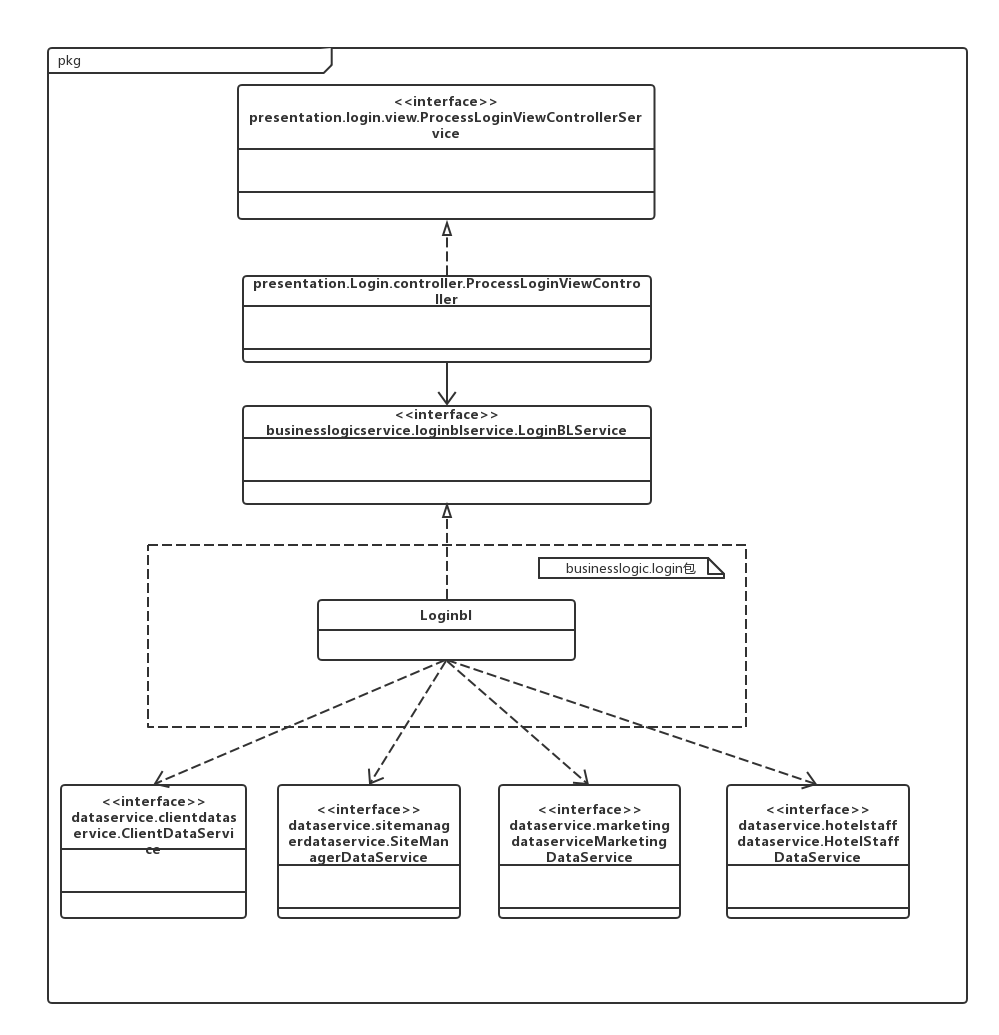 pkg
<<interface>>
presentation.login.view.ProcessLoginViewControllerSer
vice
presentation.Login.controller.ProcessLoginViewContro
ller
<<interface>>
businesslogicservice.loginblservice.LoginBLService
businesslogic.login包
Loginbl
<<interface>>
dataservice.clientdatas
ervice.ClientDataServi
ce
<<interface>>
dataservice.sitemanag
erdataservice.SiteMan
agerDataService
<<interface>>
dataservice.marketing
dataserviceMarketing
DataService
<<interface>>
dataservice.hotelstaff
dataservice.HotelStaff
DataService